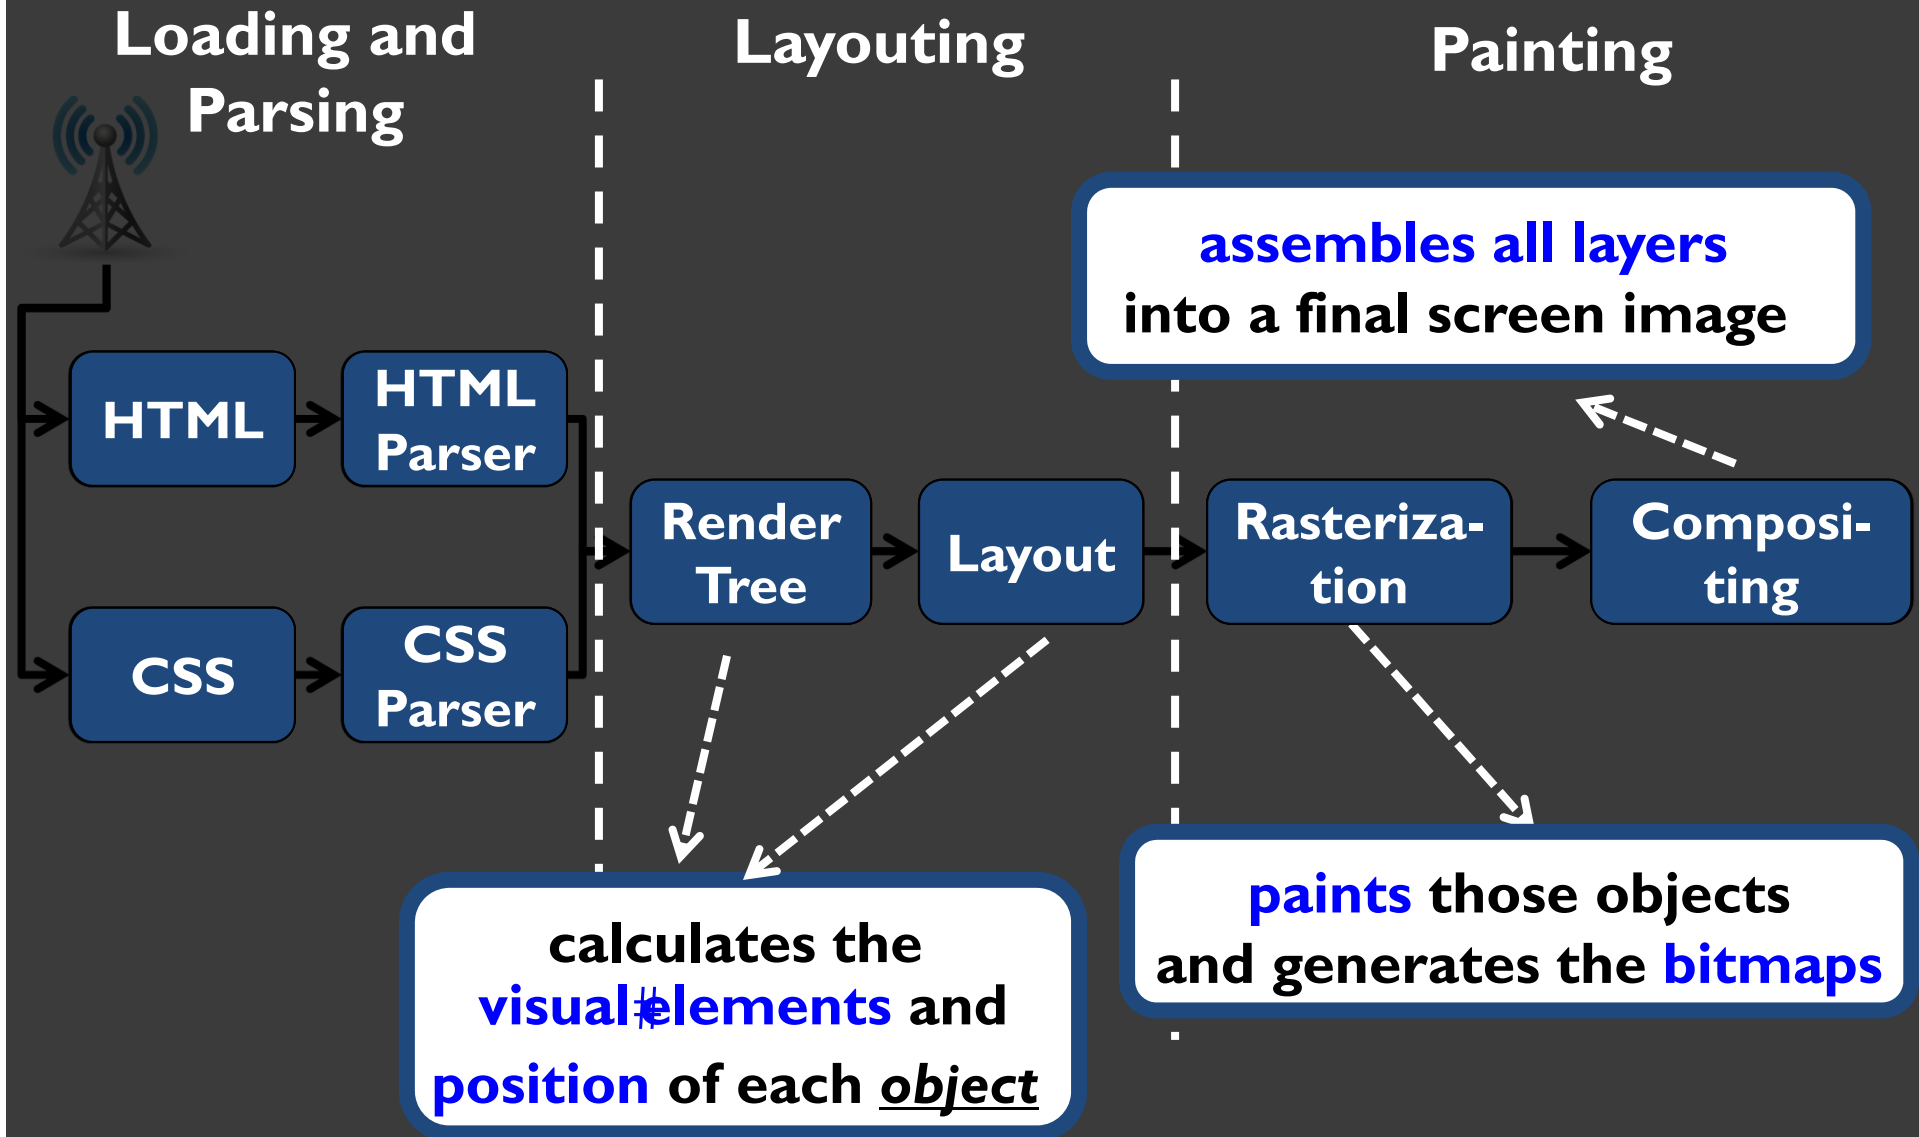 Loading and
Parsing
Layouting
Painting
assembles all layers
into a final screen image
HTML
HTML
Parser
CSS
CSS
Parser
Render
Tree
Layout
Rasteriza-
tion
Composi-
ting
calculates the
visual#elements and
position of each object
paints those objects
and generates the bitmaps